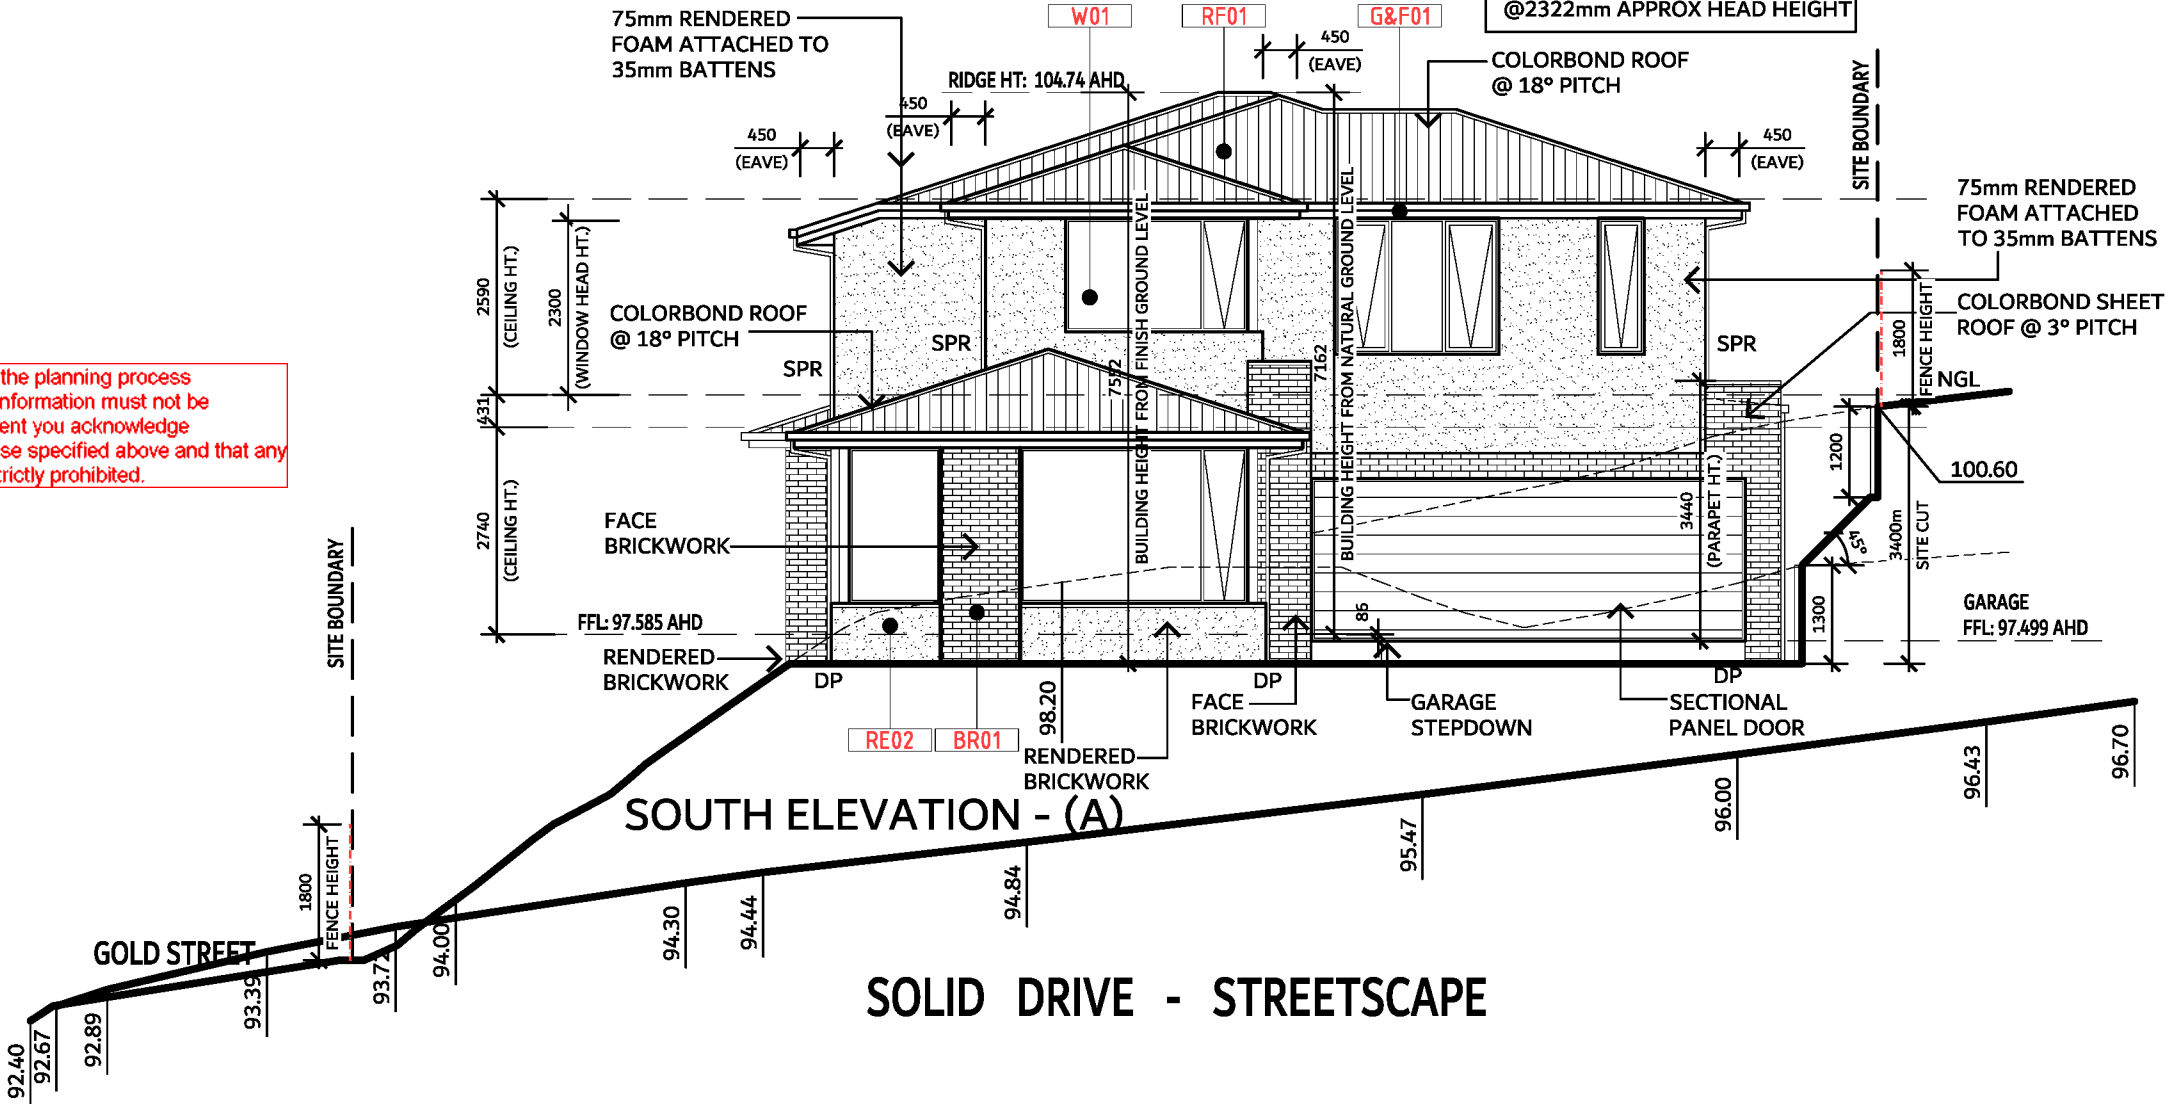 @2322mm APPROX HEAD HEIGHT
75mm RENDERED
FOAM ATTACHED TO
35mm BATTENS
W01
RF01
G&F01
450
(EAVE)
COLORBOND ROOF
@ 18° PITCH
RIDGE HT: 104.74 AHD
450
(EAVE)
450
(EAVE)
450
(EAVE)
SITE BOUNDARY
75mm RENDERED
FOAM ATTACHED
TO 35mm BATTENS
COLORBOND SHEET
ROOF @ 3° PITCH
2590
(CEILING HT.)
2300
(WINDOW HEAD HT.)
431
2740
(CEILING HT.)
COLORBOND ROOF
@ 18° PITCH
SPR
SPR
SPR
7552
BUILDING HEIGHT FROM FINISH GROUND LEVEL
7162
BUILDING HEIGHT FROM NATURAL GROUND LEVEL
1800
FENCE HEIGHT
NGL
the planning process
nformation must not be
ent you acknowledge
se specified above and that any
trictly prohibited.
1200
100.60
3440
(PARAPET HT.)
3400m
SITE CUT
45°
1300
FACE
BRICKWORK
SITE BOUNDARY
FFL: 97.585 AHD
86
GARAGE
FFL: 97.499 AHD
RENDERED
BRICKWORK
DP
DP
DP
98.20
FACE
BRICKWORK
GARAGE
STEPDOWN
SECTIONAL
PANEL DOOR
RE02
BR01
RENDERED
BRICKWORK
SOUTH ELEVATION - (A)
1800
FENCE HEIGHT
GOLD STREET
92.40
92.67
92.89
93.39
93.72
94.00
94.30
94.44
94.84
95.47
96.00
96.43
96.70
SOLID DRIVE - STREETSCAPE